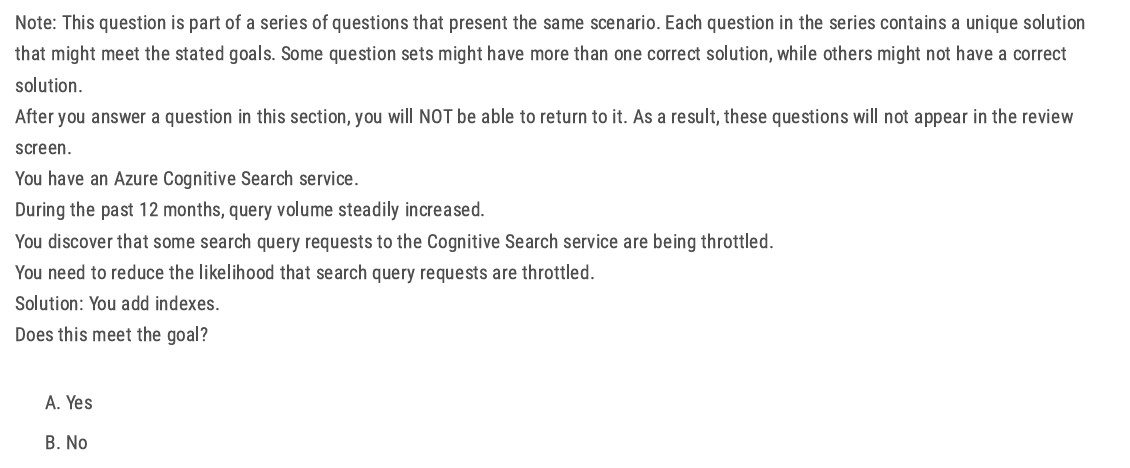 Note: This question is part of a series of questions that present the same scenario. Each question in the series contains a unique solution
that might meet the stated goals. Some question sets might have more than one correct solution, while others might not have a correct
solution.
After you answer a question in this section, you will NOT be able to return to it. As a result, these questions will not appear in the review
screen.
You have an Azure Cognitive Search service.
During the past 12 months, query volume steadily increased.
You discover that some search query requests to the Cognitive Search service are being throttled.
You need to reduce the likelihood that search query requests are throttled.
Solution: You add indexes.
Does this meet the goal?
A. Yes
B. No